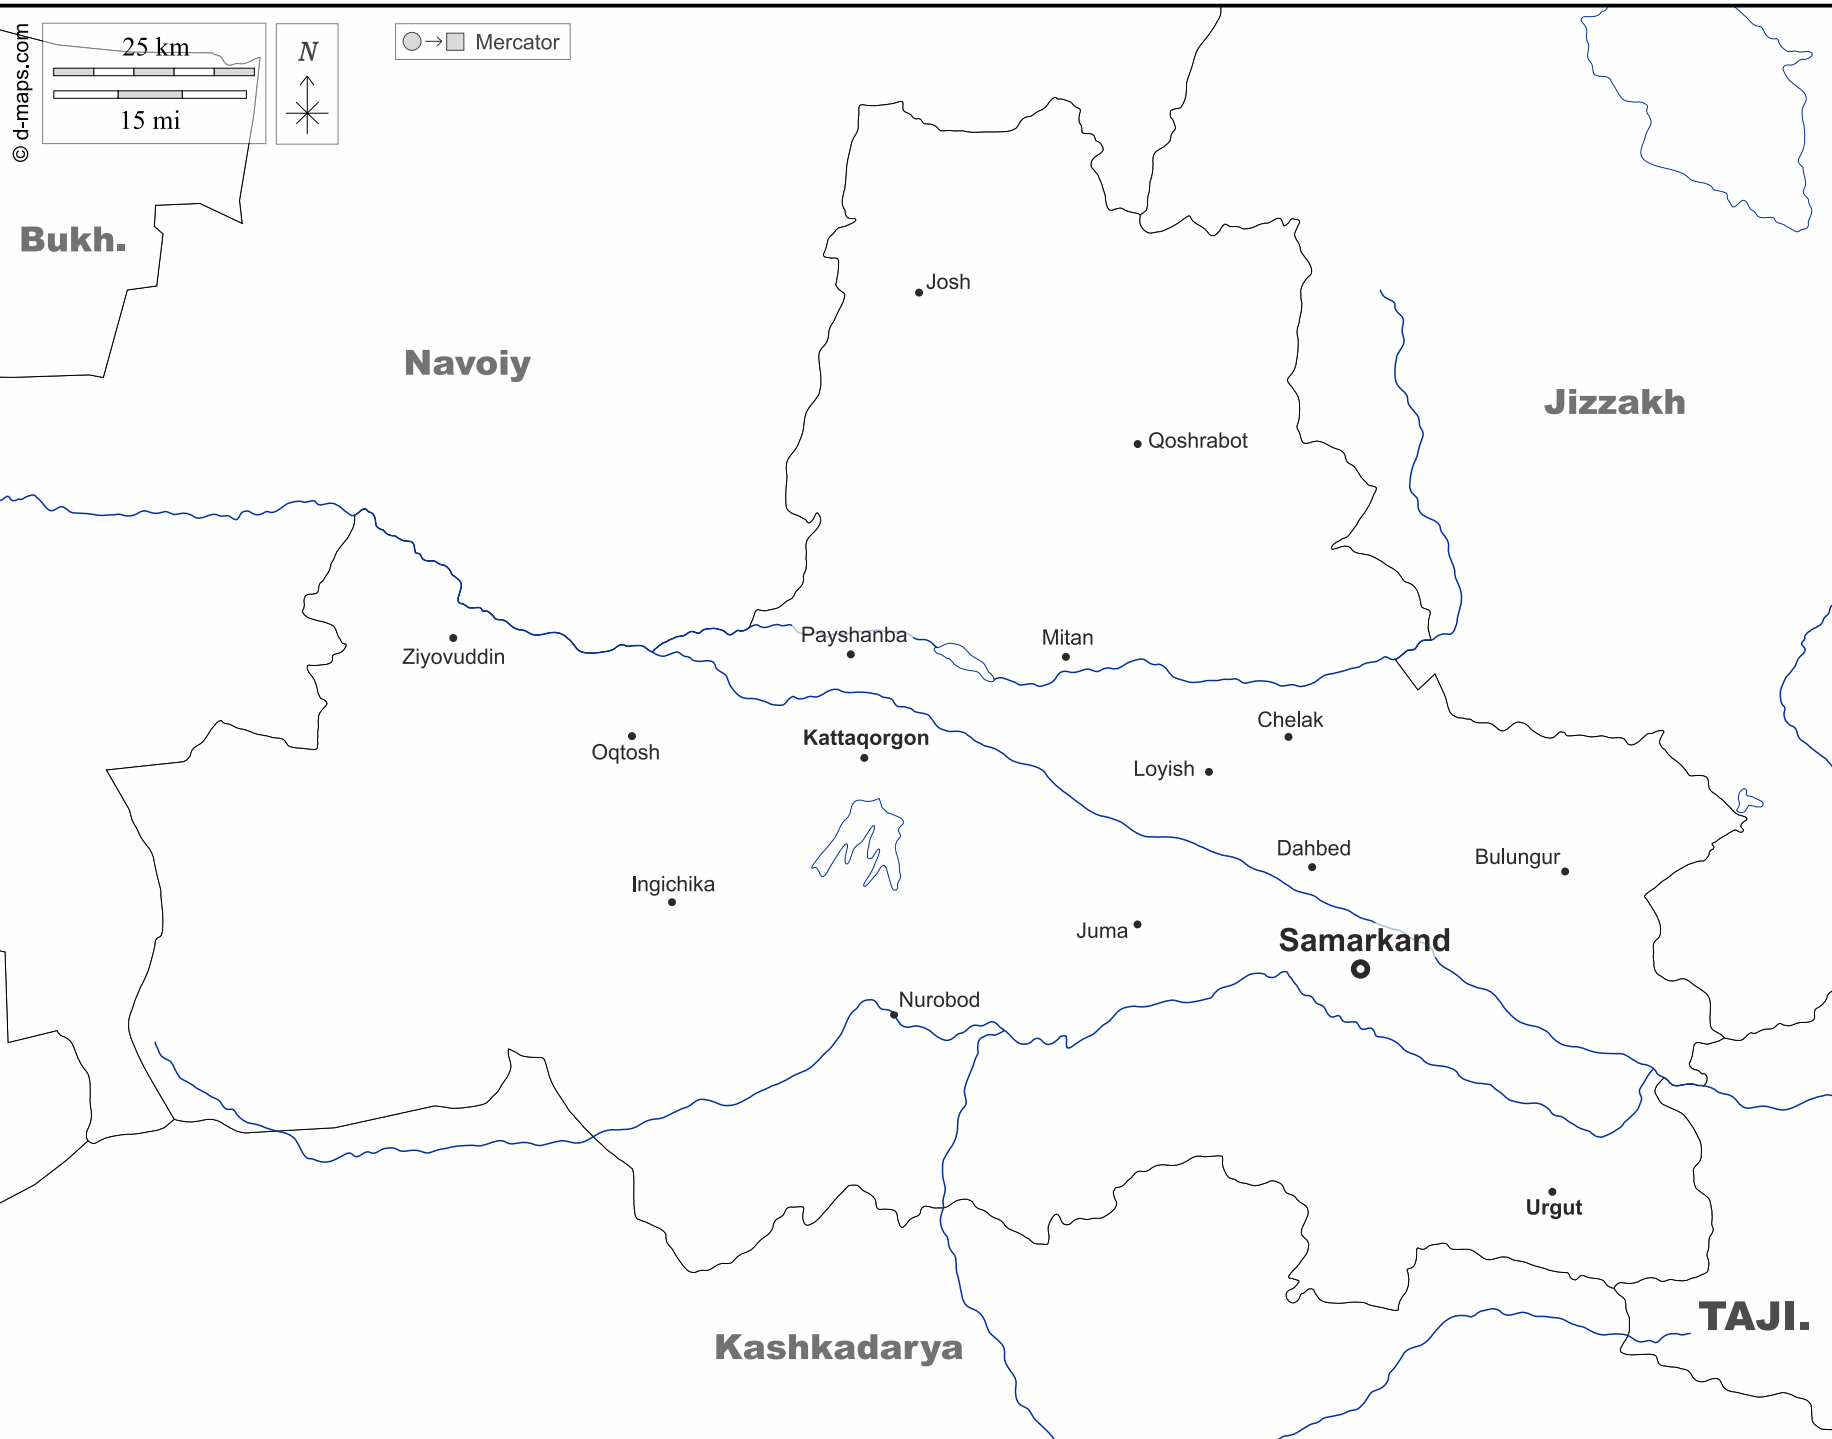 © d-maps.com
25 km
15 mi
N
Mercator
Bukh.
Josh
Navoiy
Jizzakh
Qoshrabot
Payshanba
Mitan
Ziyovuddin
Chelak
Kattaqorgon
Oqtosh
Loyish
Dahbed
Bulungur
Ingichika
Juma
Samarkand
Nurobod
Urgut
TAJI.
Kashkadarya